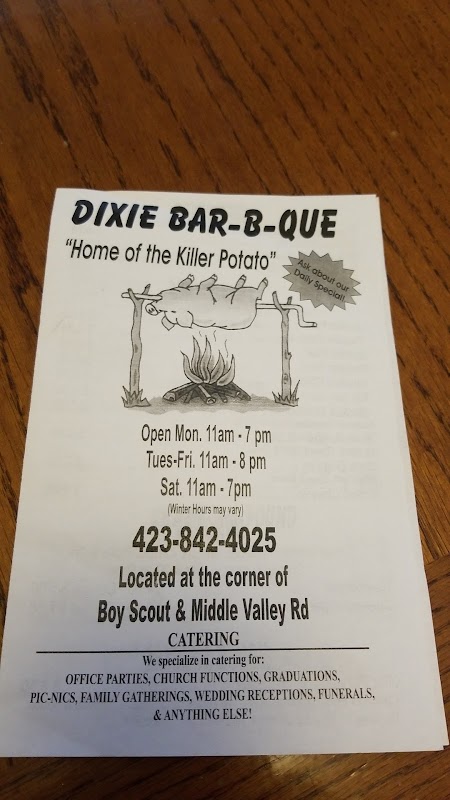 DIXIE BAR-B-QUE
"Home of the Killer Potato"
Ask about our
Daily Special!
Open Mon. 11am - 7 pm
Tues-Fri. 11am - 8 pm
Sat. 11am - 7pm
(Winter Hours may vary)
423-842-4025
Located at the corner of
Boy Scout & Middle Valley Rd
CATERING
We specialize in catering for:
OFFICE PARTIES, CHURCH FUNCTIONS, GRADUATIONS,
PIC-NICS, FAMILY GATHERINGS, WEDDING RECEPTIONS, FUNERALS,
& ANYTHING ELSE!